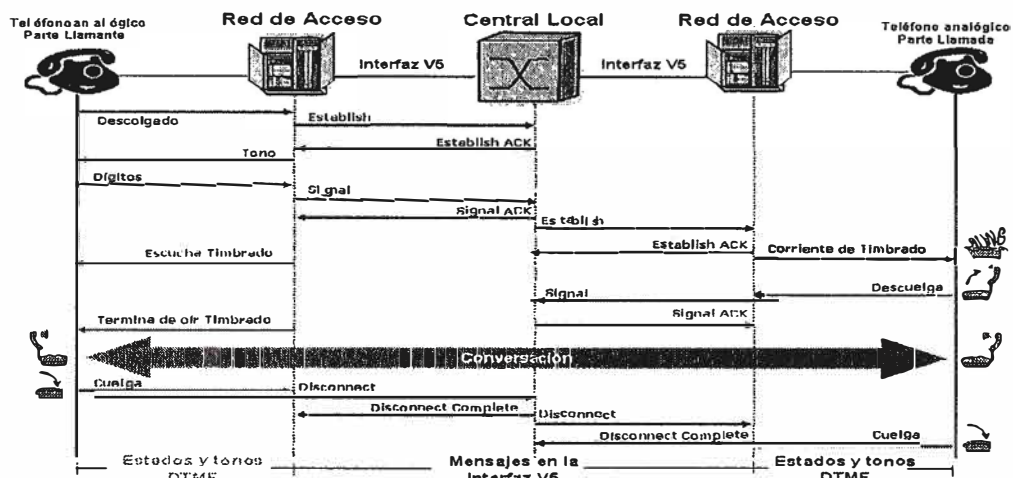 Teléfono analógico
Parte Llamante
Red de Acceso
Central Local
Red de Acceso
Teléfono analógico
Parte Llamada
Interfaz V5
Interfaz V5
Descolgado
Establish
Establish ACK
Tono
Dígitos
Signal
Signal ACK
Establish
Establish ACK
Corriente de Timbrado
Escucha Timbrado
Descuelga
Signal
Signal ACK
Termina de oír Timbrado
Conversación
Cuelga
Disconnect
Disconnect Complete
Disconnect
Disconnect Complete
Cuelga
Estados y tonos
DTMF
Mensajes en la
Interfaz V5
Estados y tonos
DTMF